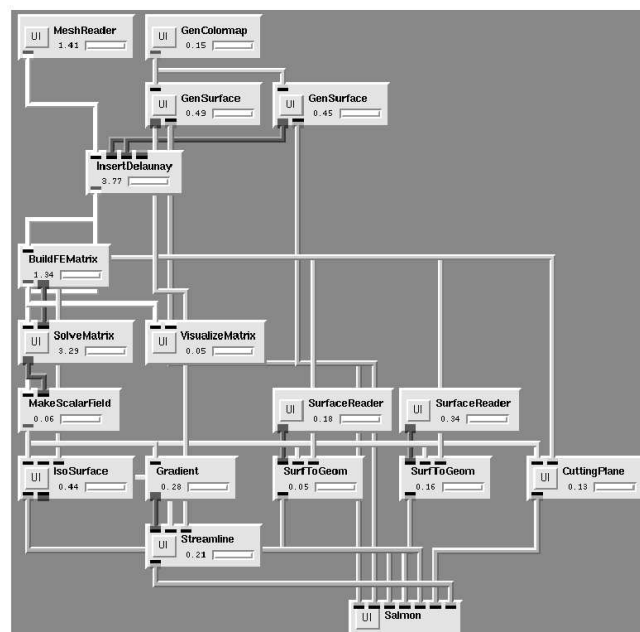 UI MeshReader
1.41
UI GenColormap
0.15
UI GenSurface
0.49
UI GenSurface
0.45
InsertDelaunay
3.77
BuildFEMatrix
1.34
UI SolveMatrix
3.29
UI VisualizeMatrix
0.05
MakeScalarField
0.06
UI SurfaceReader
0.18
UI SurfaceReader
0.34
UI IsoSurface
0.44
Gradient
0.28
SurfToGeom
0.05
UI SurfToGeom
0.16
UI CuttingPlane
0.13
UI Streamline
0.21
UI Salmon